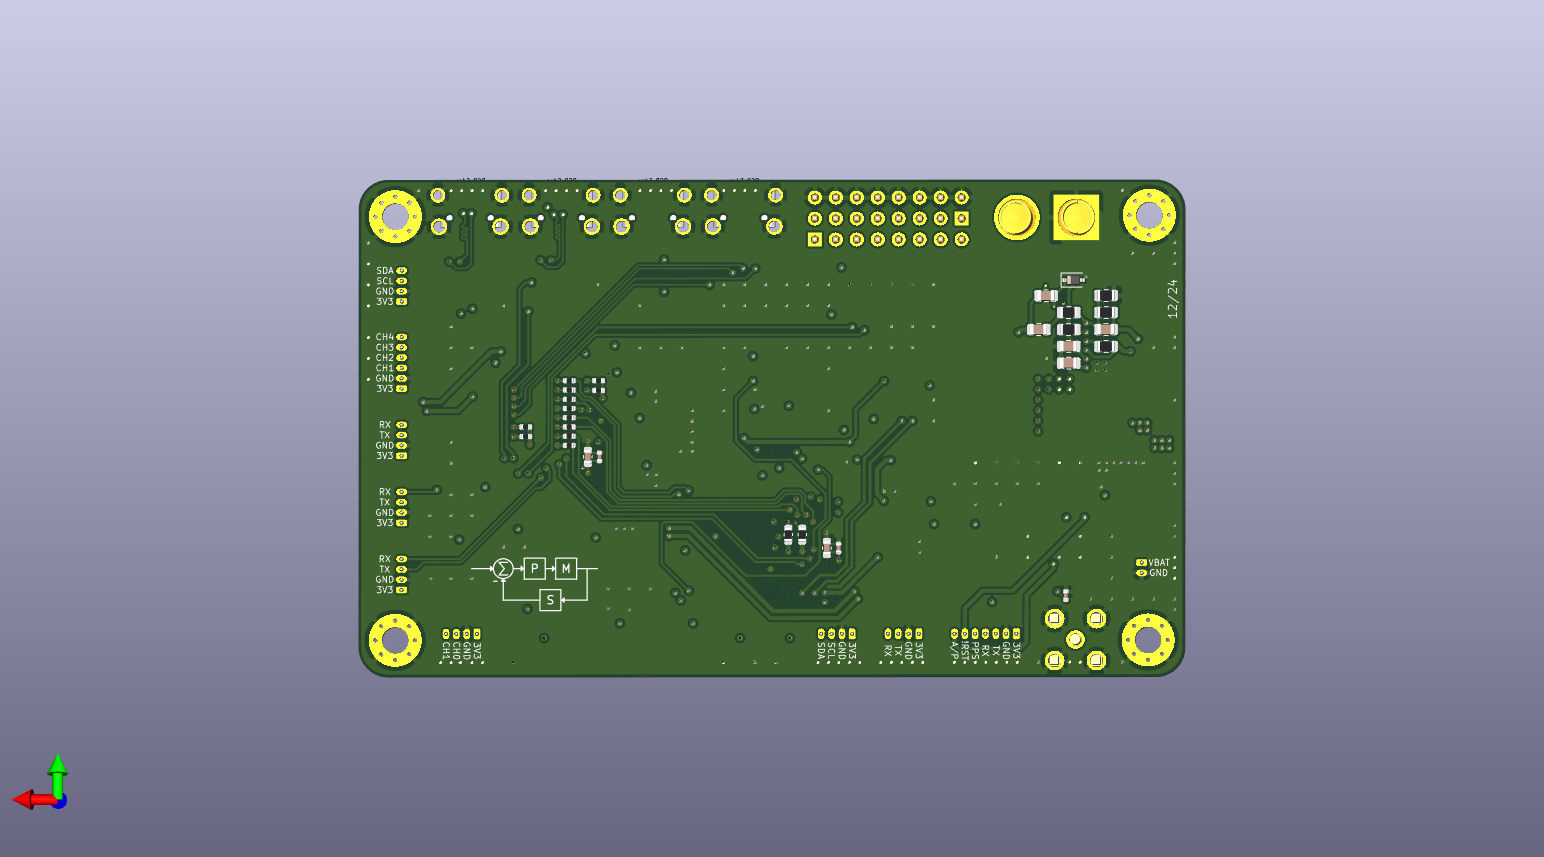 SDA
SCL
GND
3V3
12/24
CH4
CH3
CH2
CH1
GND
3V3
RX
TX
GND
3V3
RX
TX
GND
3V3
RX
TX
GND
3V3
Σ P M
-
S
VBAT
GND
CH1
CH0
GND
3V3
SDA
SCL
GND
3V3
RX
TX
GND
3V3
A/P
!RST
PPS
RX
TX
GND
3V3